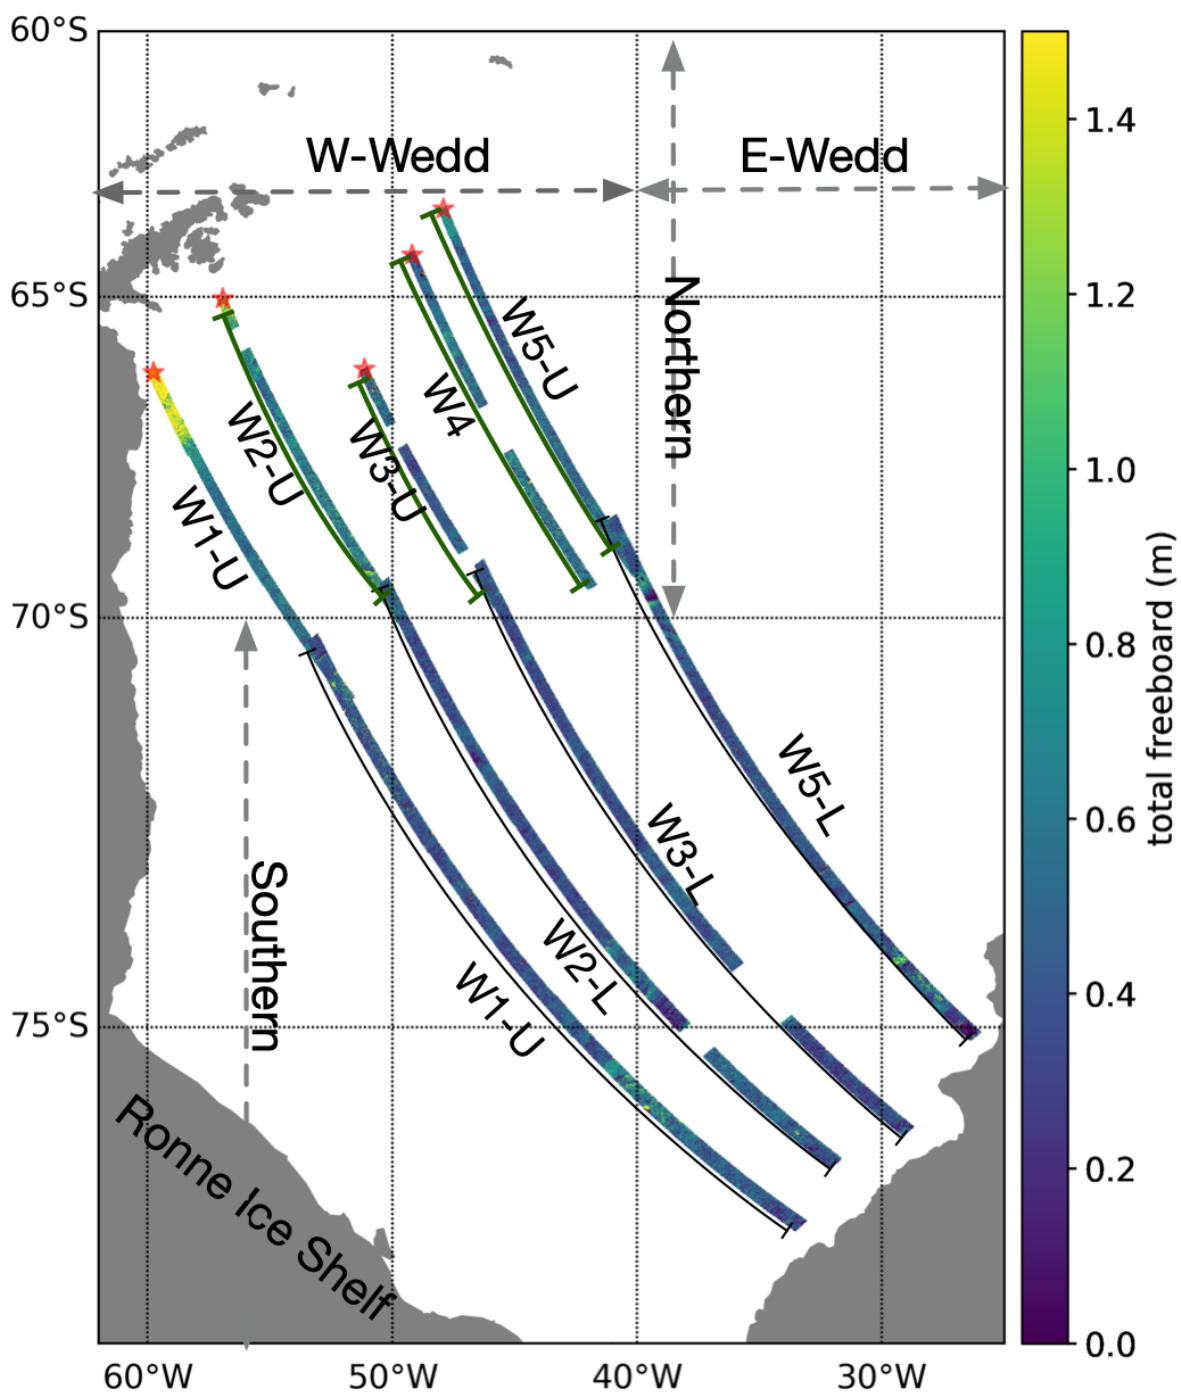 60°S
W-Wedd
E-Wedd
1.4
65°S
Northern
1.2
W5-U
W4
W2-U
W3-U
W1-U
1.0
70°S
0.8
total freeboard (m)
W5-L
W3-L
0.6
Southern
W2-L
W1-U
75°S
0.4
Ronne Ice Shelf
0.2
0.0
60°W
50°W
40°W
30°W